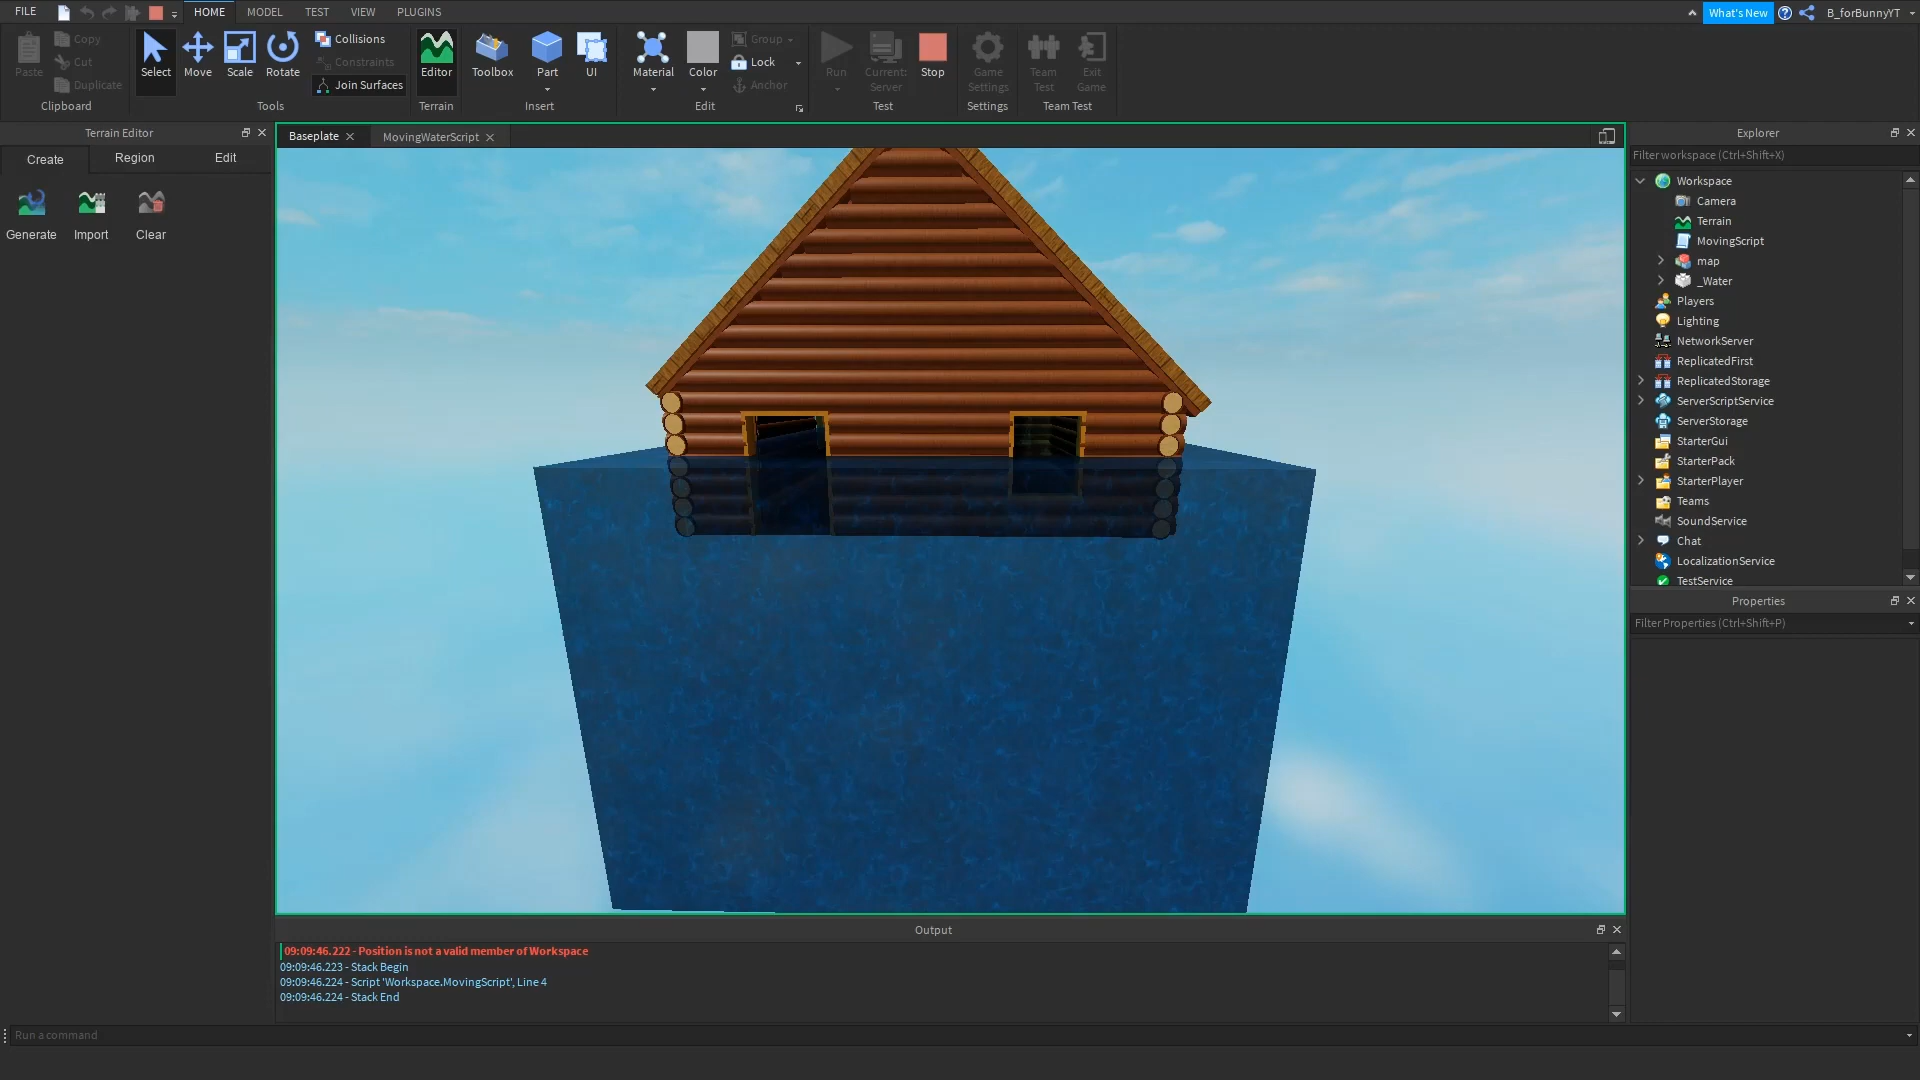 FILE
HOME
MODEL
TEST
VIEW
PLUGINS
What's New
B_forBunnyYT
Paste
Copy
Cut
Duplicate
Clipboard
Select
Move
Scale
Rotate
Collisions
Constraints
Join Surfaces
Tools
Editor
Terrain
Toolbox
Part
UI
Insert
Material
Color
Group
Lock
Anchor
Edit
Run
Current:
Server
Stop
Test
Game
Settings
Settings
Team
Test
Exit
Game
Team Test
Terrain Editor
Create
Region
Edit
Generate
Import
Clear
Baseplate
MovingWaterScript
Explorer
Filter workspace (Ctrl+Shift+X)
Workspace
Camera
Terrain
MovingScript
map
_Water
Players
Lighting
NetworkServer
ReplicatedFirst
ReplicatedStorage
ServerScriptService
ServerStorage
StarterGui
StarterPack
StarterPlayer
Teams
SoundService
Chat
LocalizationService
TestService
Properties
Filter Properties (Ctrl+Shift+P)
Output
09:09:46.222 - Position is not a valid member of Workspace
09:09:46.223 - Stack Begin
09:09:46.224 - Script 'Workspace.MovingScript', Line 4
09:09:46.224 - Stack End
Run a command